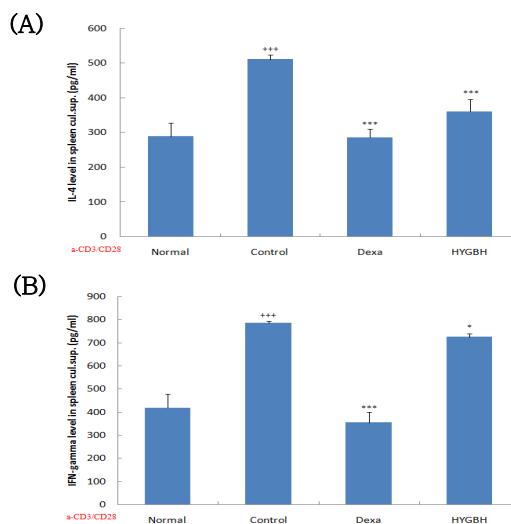 (A)
IL-4 level in spleen cul.sup. (pg/ml)
600
500
400
300
200
100
0
+++
***
***
a-CD3/CD28
Normal Control Dexa HYGBH
(B)
IFN-gamma level in spleen cul.sup. (pg/ml)
900
800
700
600
500
400
300
200
100
0
+++
***
*
a-CD3/CD28
Normal Control Dexa HYGBH